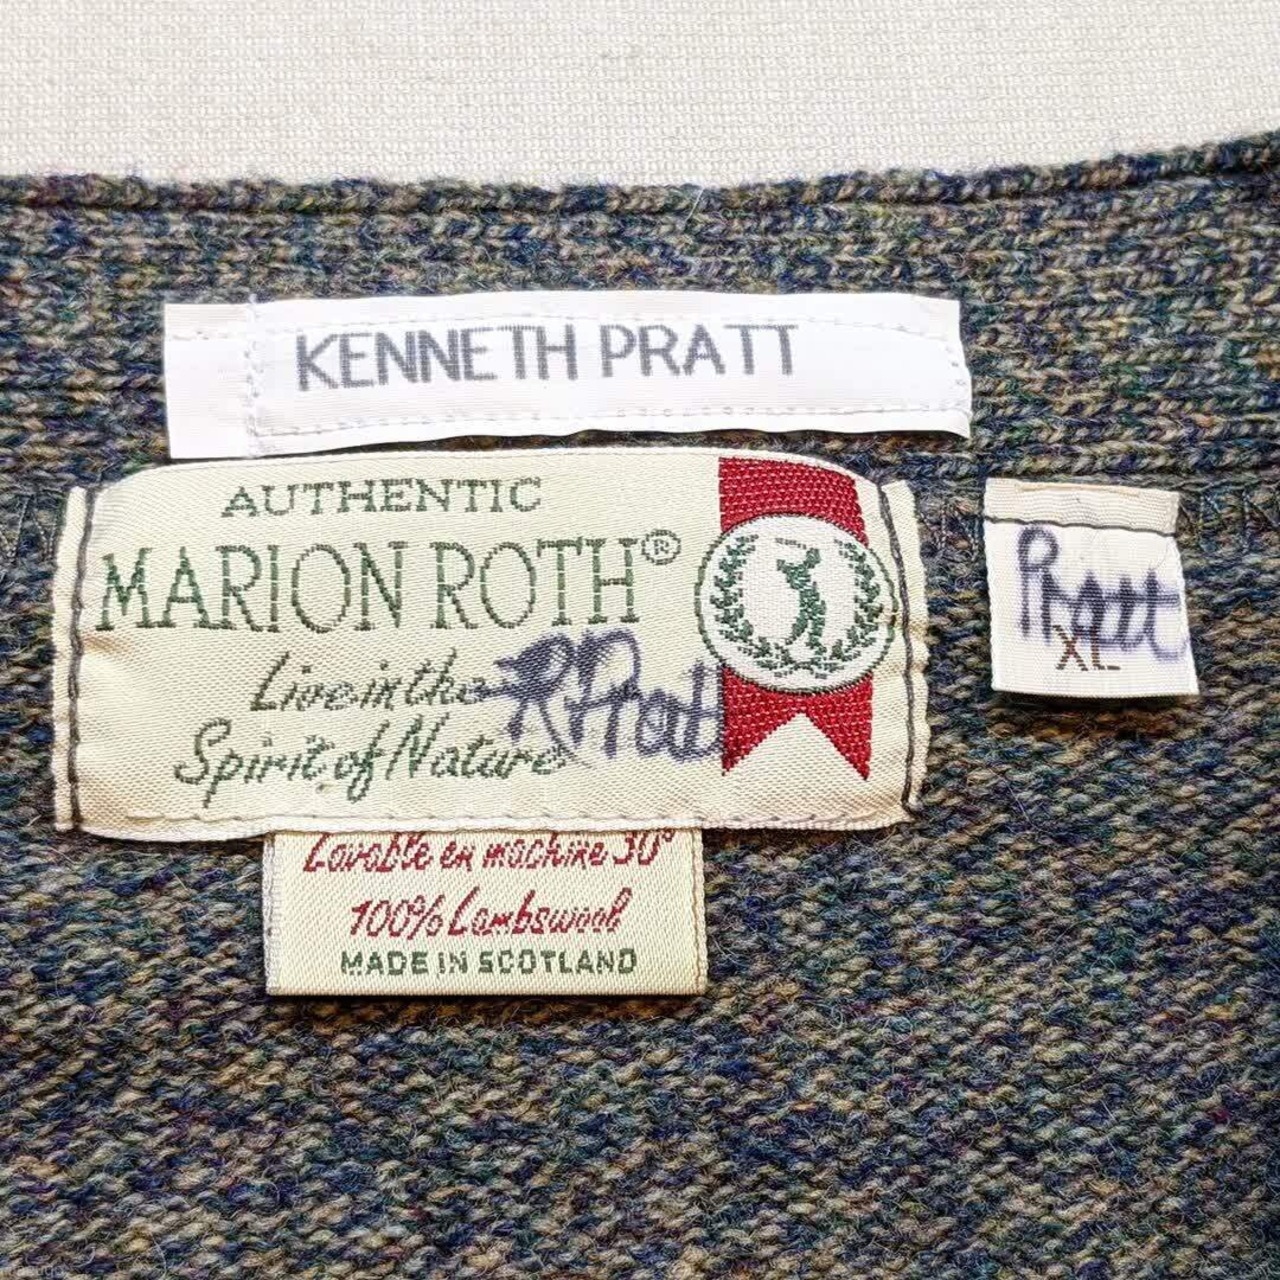 KENNETH PRATT
AUTHENTIC
MARION ROTH®
Live in the
Spirit of Nature
R Pratt
Pratt
XL
Lavable en machine 30°
100% Lambswool
MADE IN SCOTLAND